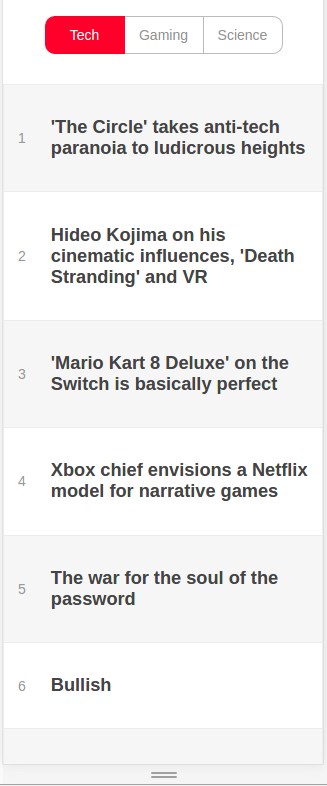 Tech Gaming Science
1 'The Circle' takes anti-tech
paranoia to ludicrous heights
2 Hideo Kojima on his
cinematic influences, 'Death
Stranding' and VR
3 'Mario Kart 8 Deluxe' on the
Switch is basically perfect
4 Xbox chief envisions a Netflix
model for narrative games
5 The war for the soul of the
password
6 Bullish